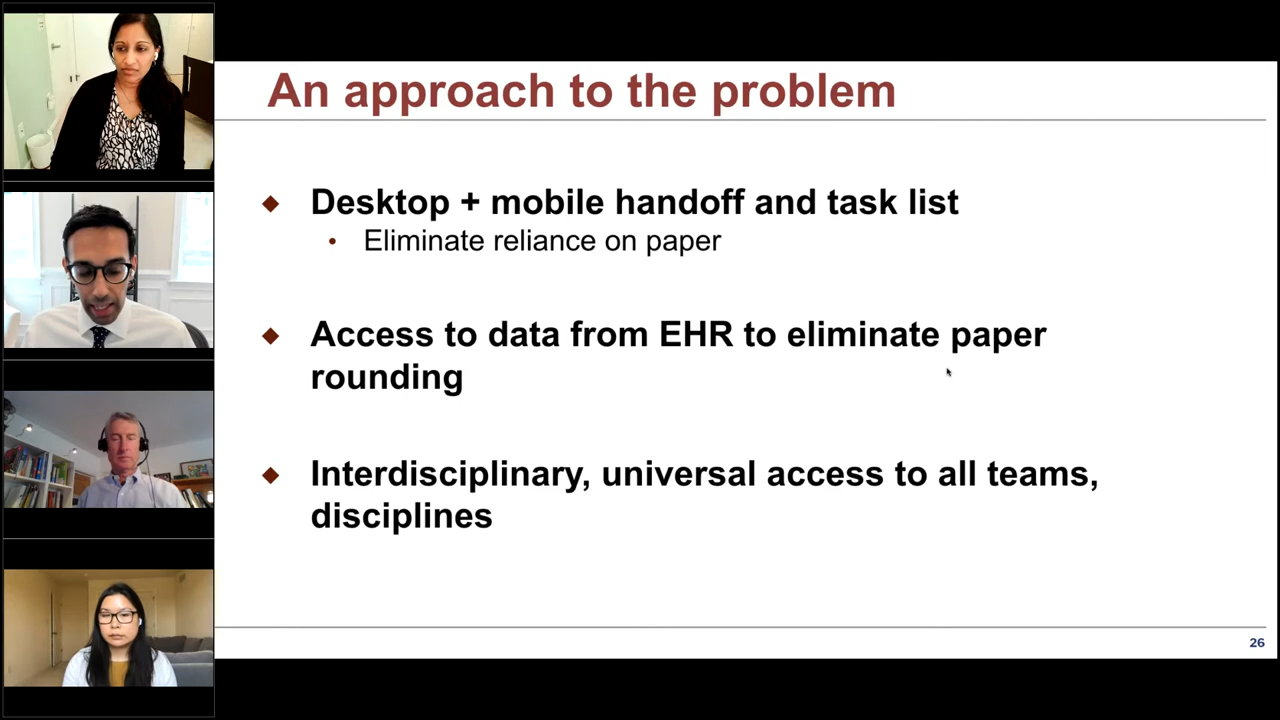 An approach to the problem
Desktop + mobile handoff and task list
Eliminate reliance on paper
Access to data from EHR to eliminate paper
rounding
Interdisciplinary, universal access to all teams,
disciplines
26